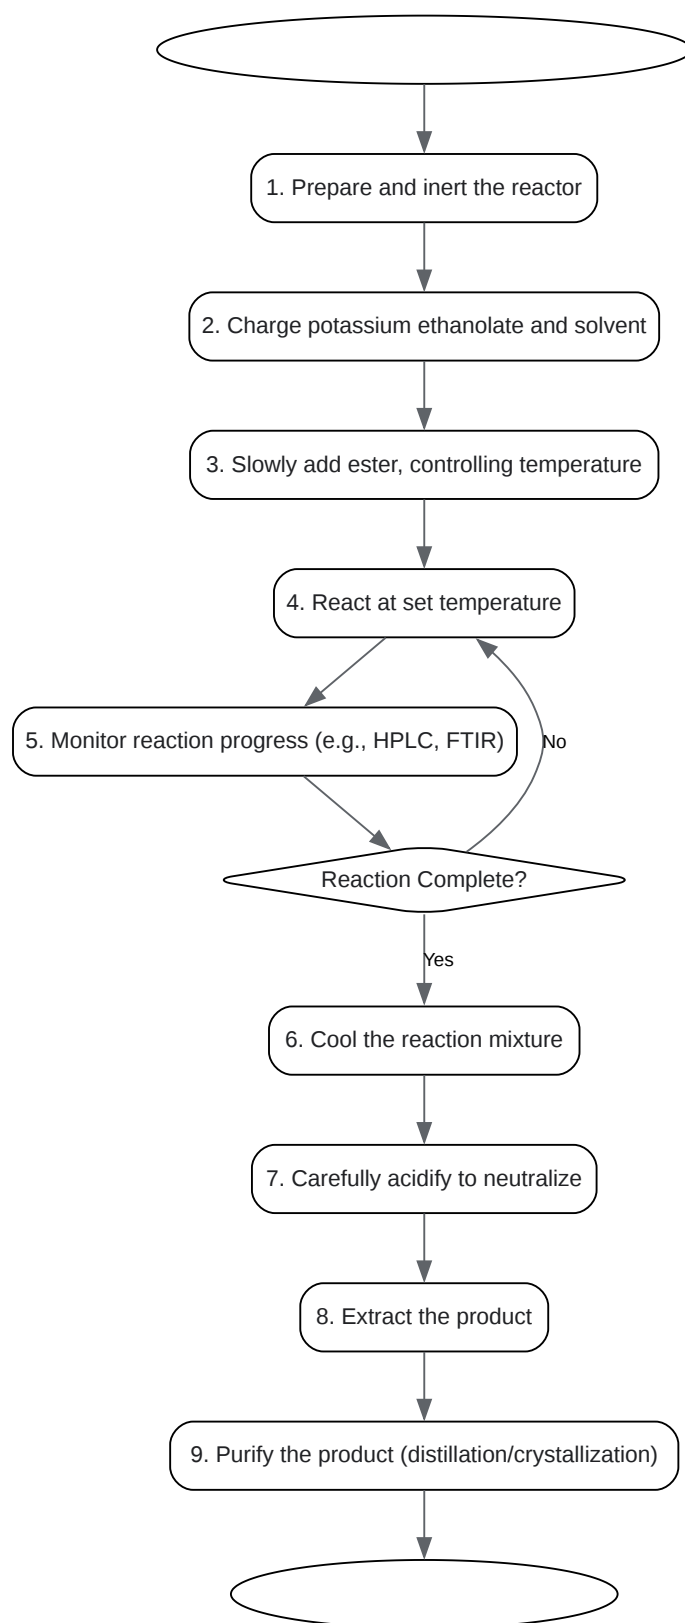 1. Prepare and inert the reactor
2. Charge potassium ethanolate and solvent
3. Slowly add ester, controlling temperature
4. React at set temperature
5. Monitor reaction progress (e.g., HPLC, FTIR)
No
Reaction Complete?
Yes
6. Cool the reaction mixture
7. Carefully acidify to neutralize
8. Extract the product
9. Purify the product (distillation/crystallization)